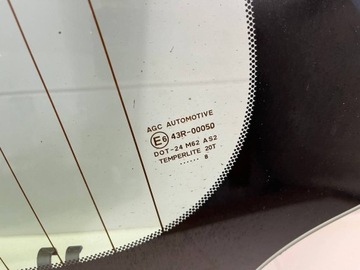 AGC AUTOMOTIVE
E6 43R-00050
DOT-24 M62 AS2
TEMPERLITE 20T
...... 8